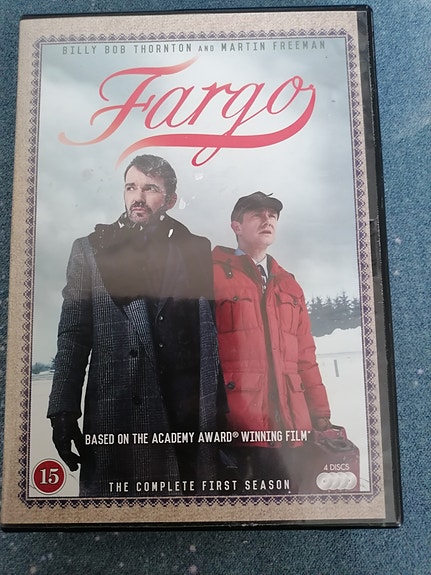 BILLY BOB THORNTON AND MARTIN FREEMAN
Fargo
BASED ON THE ACADEMY AWARD® WINNING FILM
15
4 DISCS
THE COMPLETE FIRST SEASON